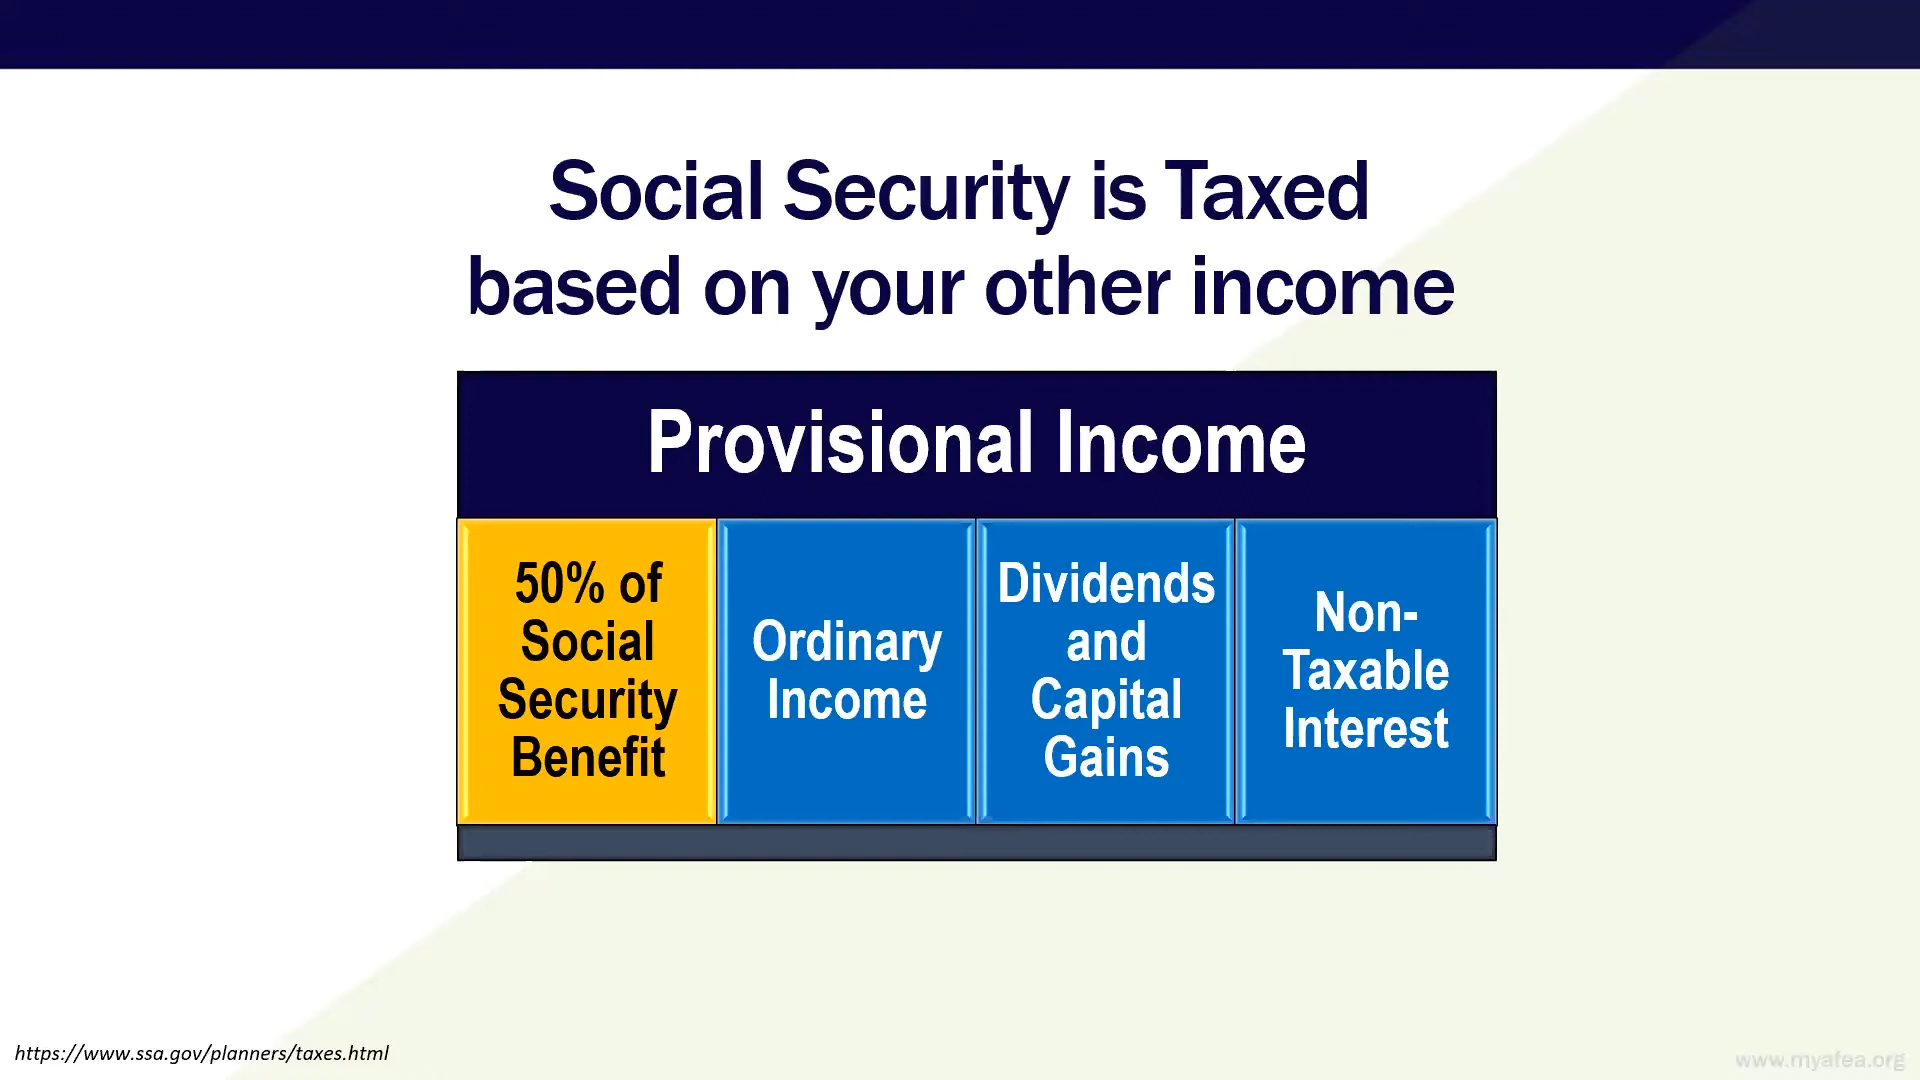 Social Security is Taxed
based on your other income
Provisional Income
50% of
Social
Security
Benefit
Ordinary
Income
Dividends
and
Capital
Gains
Non-
Taxable
Interest
https://www.ssa.gov/planners/taxes.html
www.myafea.org